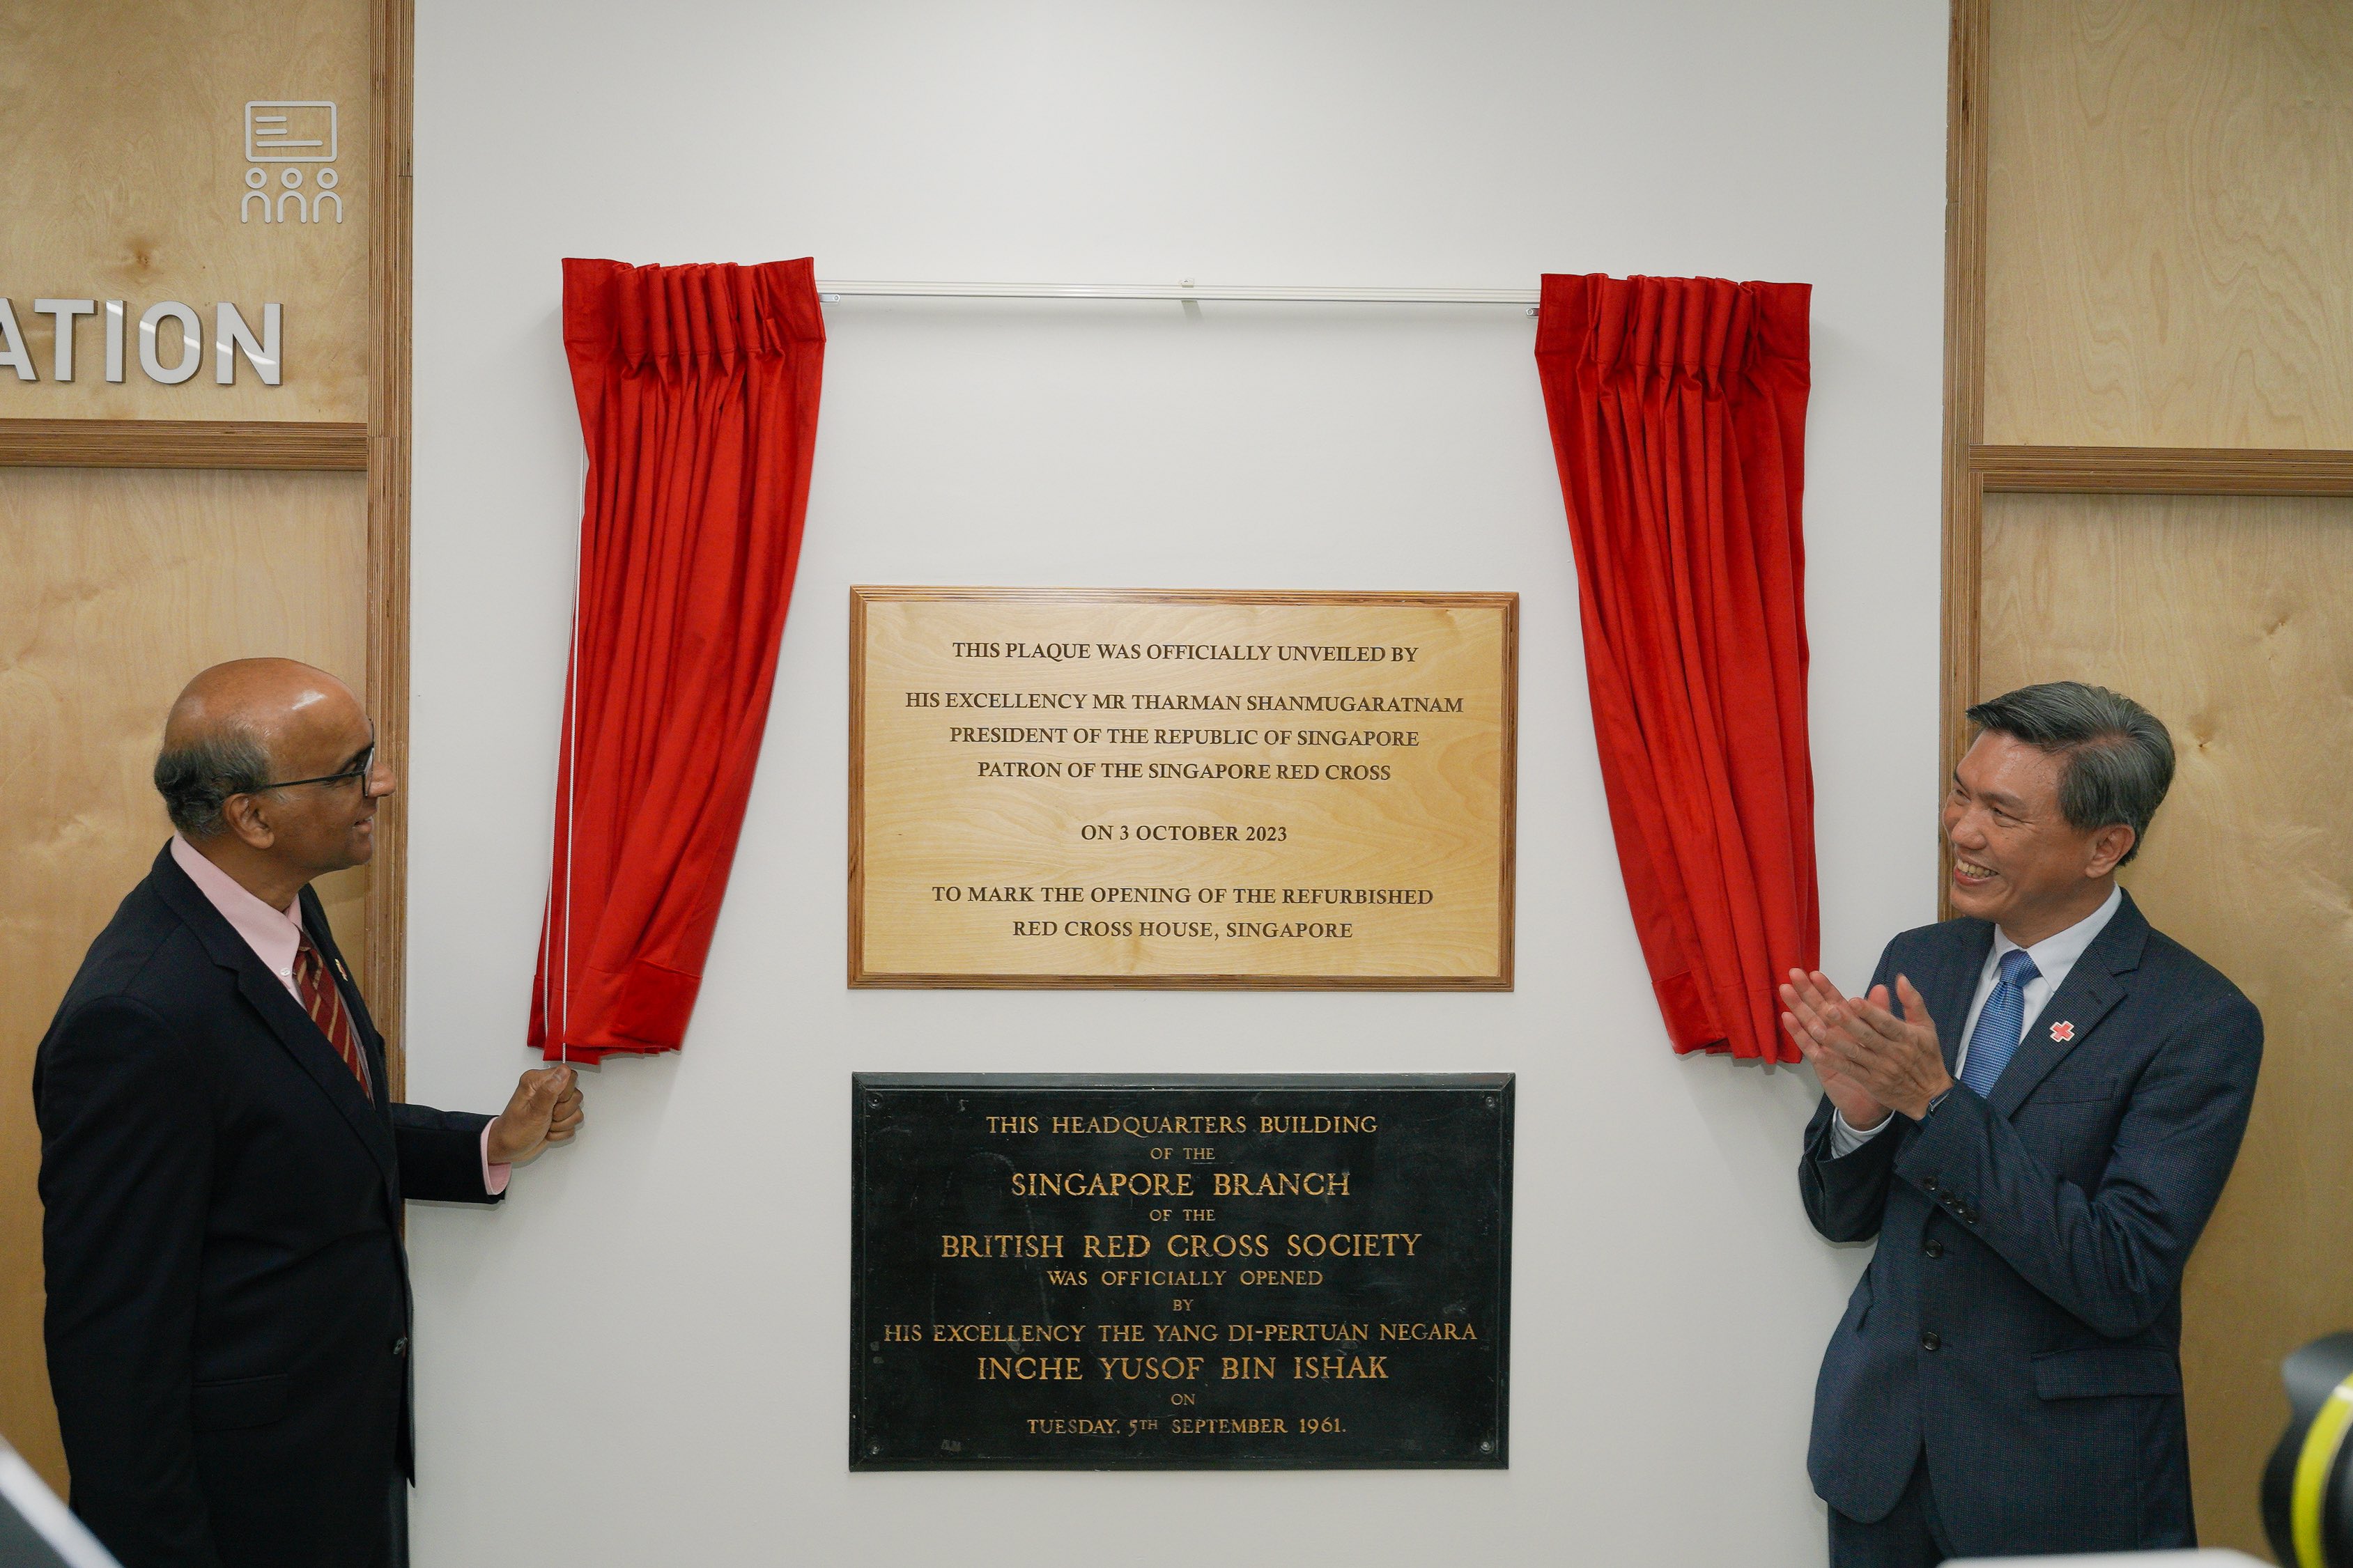 ATION
THIS PLAQUE WAS OFFICIALLY UNVEILED BY
HIS EXCELLENCY MR THARMAN SHANMUGARATNAM
PRESIDENT OF THE REPUBLIC OF SINGAPORE
PATRON OF THE SINGAPORE RED CROSS
ON 3 OCTOBER 2023
TO MARK THE OPENING OF THE REFURBISHED
RED CROSS HOUSE, SINGAPORE
THIS HEADQUARTERS BUILDING
OF THE
SINGAPORE BRANCH
OF THE
BRITISH RED CROSS SOCIETY
WAS OFFICIALLY OPENED
BY
HIS EXCELLENCY THE YANG DI-PERTUAN NEGARA
INCHE YUSOF BIN ISHAK
ON
TUESDAY, 5TH SEPTEMBER 1961.